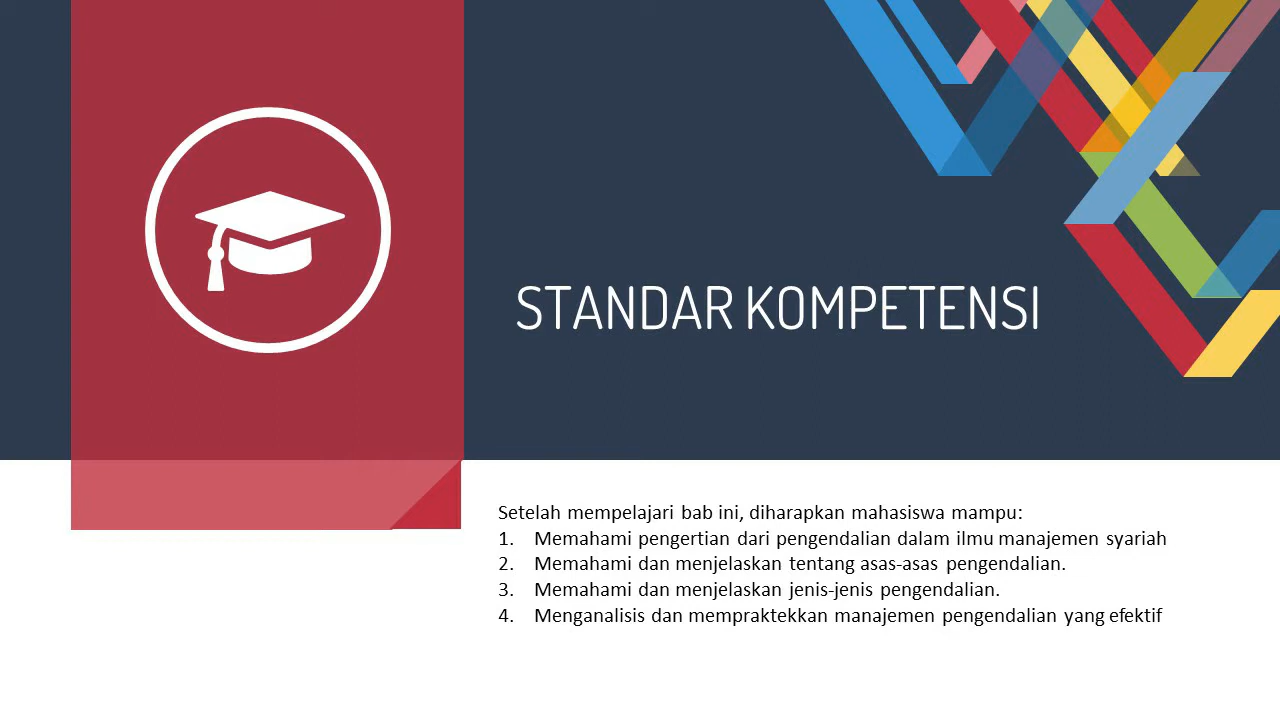 STANDAR KOMPETENSI
Setelah mempelajari bab ini, diharapkan mahasiswa mampu:
1. Memahami pengertian dari pengendalian dalam ilmu manajemen syariah
2. Memahami dan menjelaskan tentang asas-asas pengendalian.
3. Memahami dan menjelaskan jenis-jenis pengendalian.
4. Menganalisis dan mempraktekkan manajemen pengendalian yang efektif